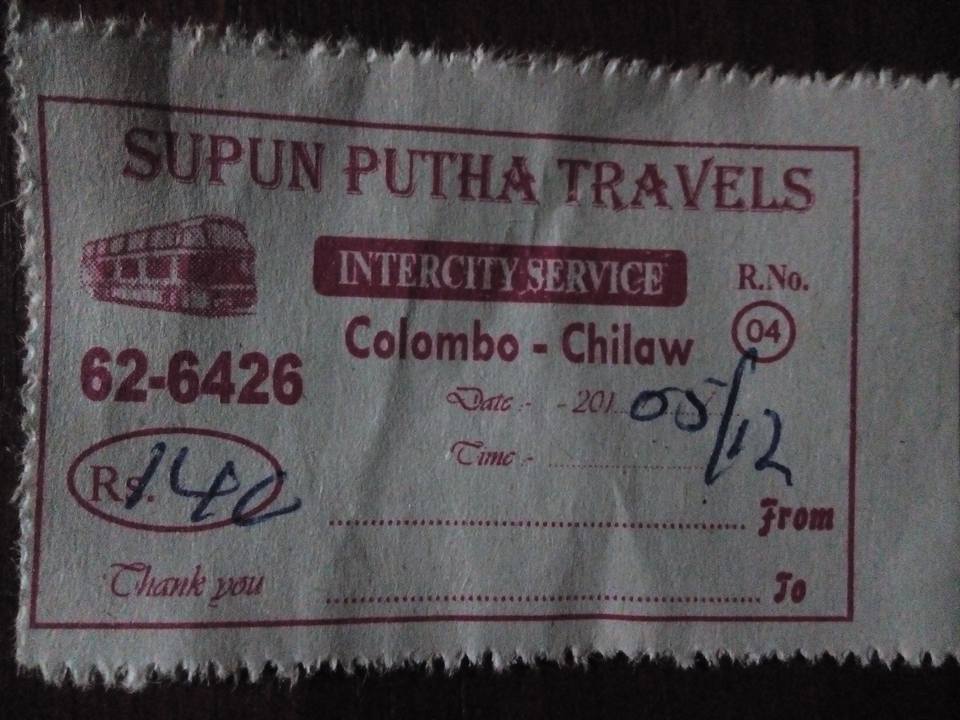 SUPUN PUTHA TRAVELS
INTERCITY SERVICE
R.No.
04
Colombo - Chilaw
62-6426
Date :- - 201 05/12
Time :-
Rs. 140
From
Thank you
To